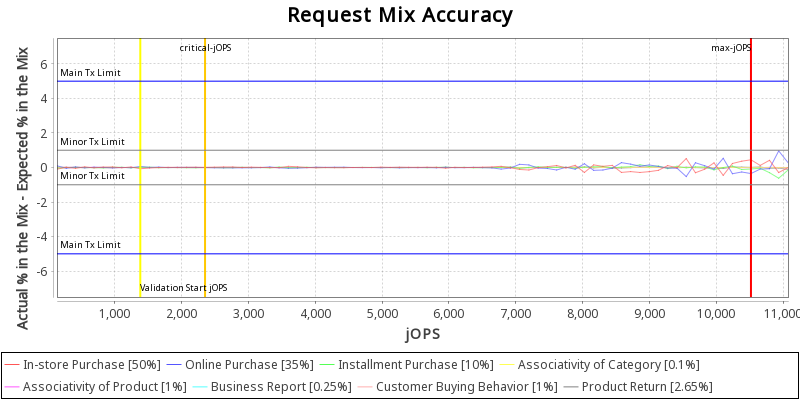 Request Mix Accuracy
critical-jOPS
max-jOPS
Main Tx Limit
Minor Tx Limit
Minor Tx Limit
Main Tx Limit
Validation Start jOPS
Actual % in the Mix - Expected % in the Mix
6
4
2
0
-2
-4
-6
1,000 2,000 3,000 4,000 5,000 6,000 7,000 8,000 9,000 10,000 11,000
jOPS
In-store Purchase [50%] Online Purchase [35%] Installment Purchase [10%] Associativity of Category [0.1%]
Associativity of Product [1%] Business Report [0.25%] Customer Buying Behavior [1%] Product Return [2.65%]